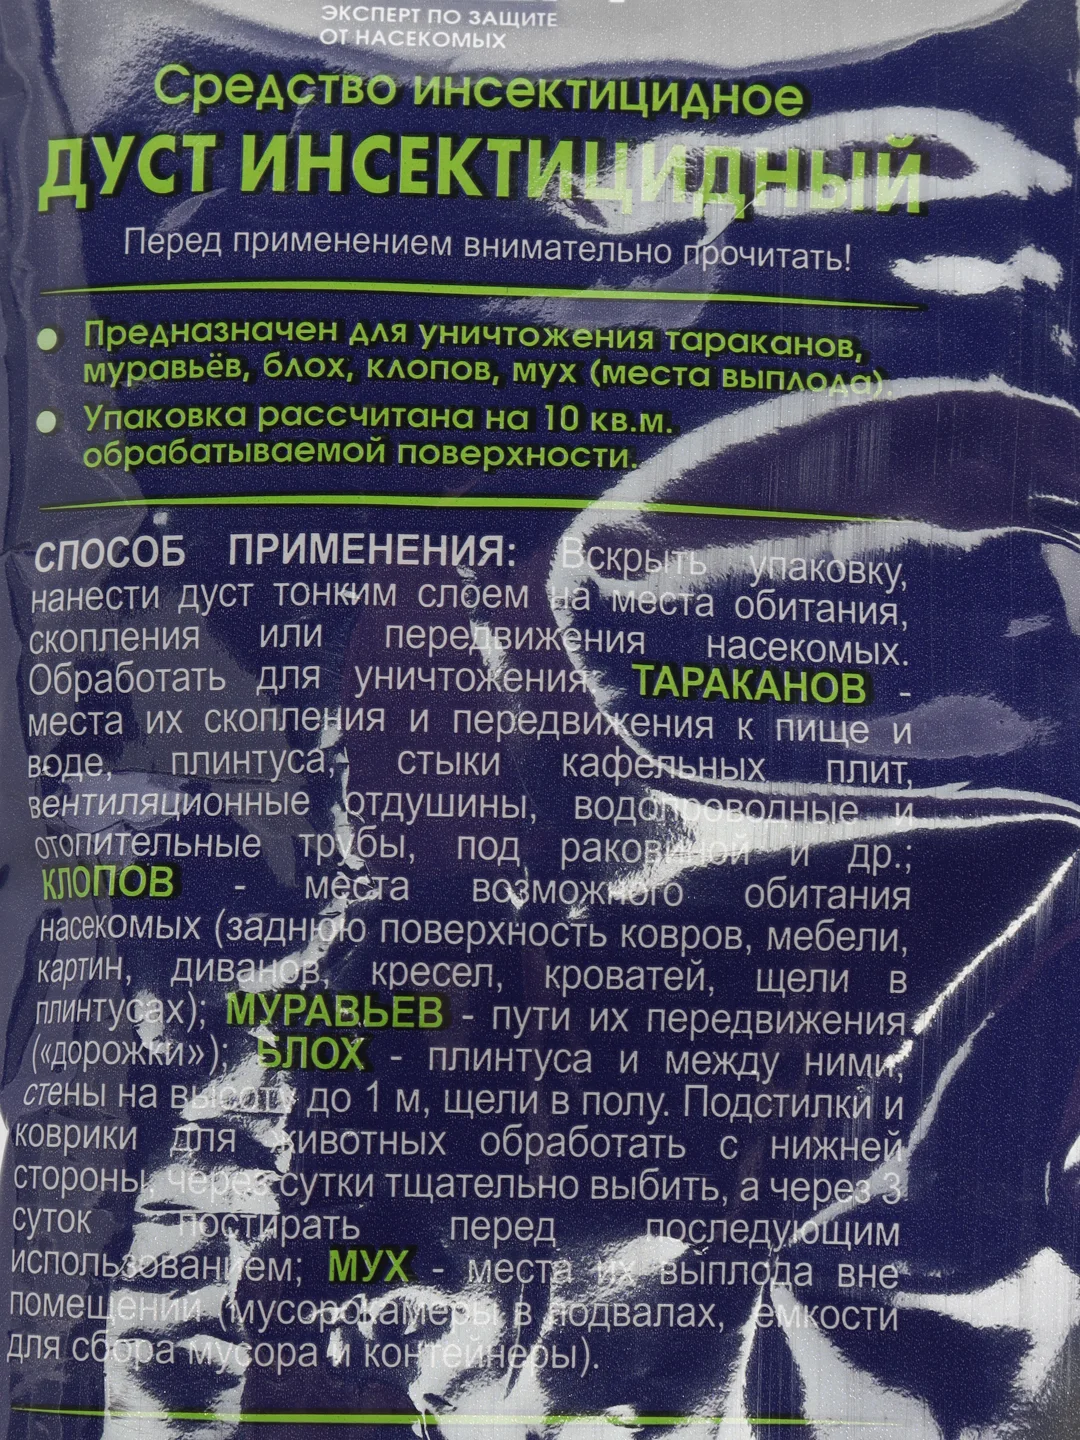 ЭКСПЕРТ ПО ЗАЩИТЕ
ОТ НАСЕКОМЫХ
Средство инсектицидное
ДУСТ ИНСЕКТИЦИДНЫЙ
Перед применением внимательно прочитать!
Предназначен для уничтожения тараканов,
муравьёв, блох, клопов, мух (места выплода).
Упаковка рассчитана на 10 кв.м.
обрабатываемой поверхности.
СПОСОБ ПРИМЕНЕНИЯ: Вскрыть упаковку,
нанести дуст тонким слоем на места обитания,
скопления или передвижения насекомых.
Обработать для уничтожения ТАРАКАНОВ -
места их скопления и передвижения к пище и
воде, плинтуса, стыки кафельных плит,
вентиляционные отдушины, водопроводные и
отопительные трубы, под раковиной и др.;
КЛОПОВ - места возможного обитания
насекомых (заднюю поверхность ковров, мебели,
картин, диванов, кресел, кроватей, щели в
плинтусах); МУРАВЬЕВ - пути их передвижения
(«дорожки»); БЛОХ - плинтуса и между ними,
стены на высоту до 1 м, щели в полу. Подстилки и
коврики для животных обработать с нижней
стороны, через сутки тщательно выбить, а через 3
суток постирать перед последующим
использованием; МУХ - места их выплода вне
помещений (мусорокамеры в подвалах, емкости
для сбора мусора и контейнеры).